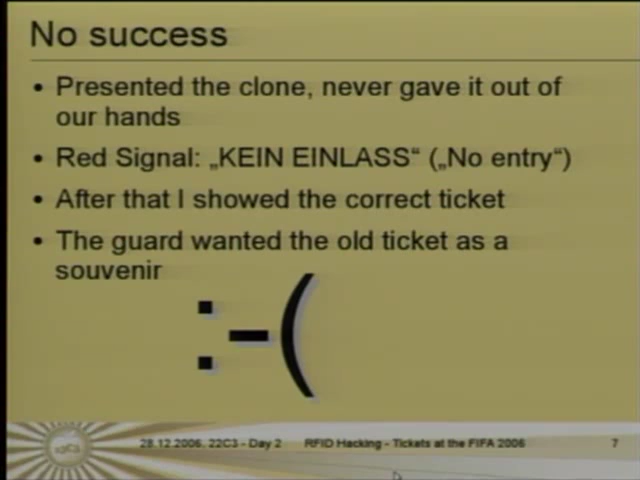 No success
• Presented the clone, never gave it out of
our hands
• Red Signal: „KEIN EINLASS“ („No entry“)
• After that I showed the correct ticket
• The guard wanted the old ticket as a
souvenir
:-(
28.12.2006, 22C3 - Day 2 RFID Hacking - Tickets at the FIFA 2006 7